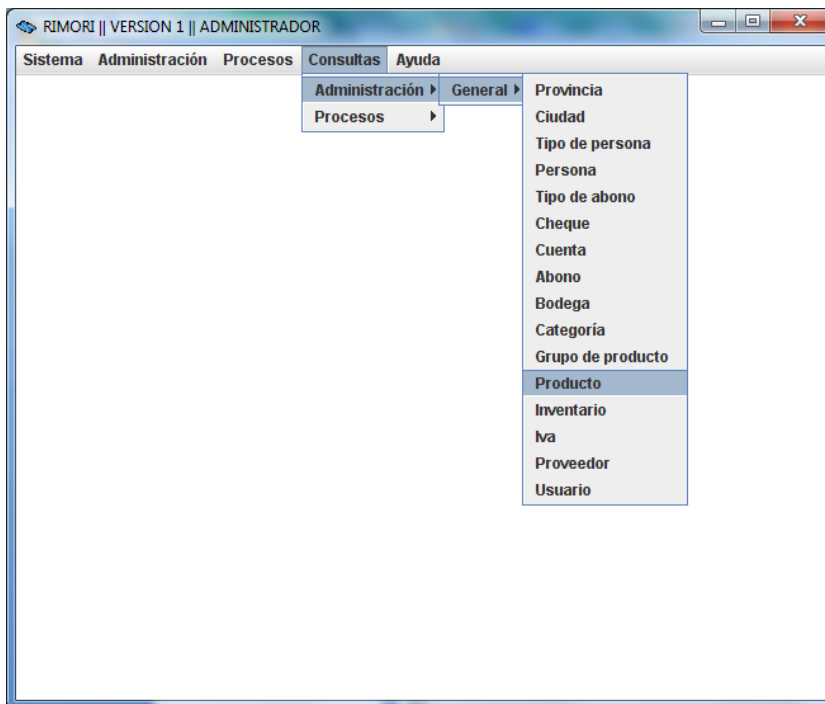 RIMORI || VERSION 1 || ADMINISTRADOR
Sistema Administración Procesos Consultas Ayuda
Administración General Provincia
Procesos Ciudad
Tipo de persona
Persona
Tipo de abono
Cheque
Cuenta
Abono
Bodega
Categoría
Grupo de producto
Producto
Inventario
Iva
Proveedor
Usuario